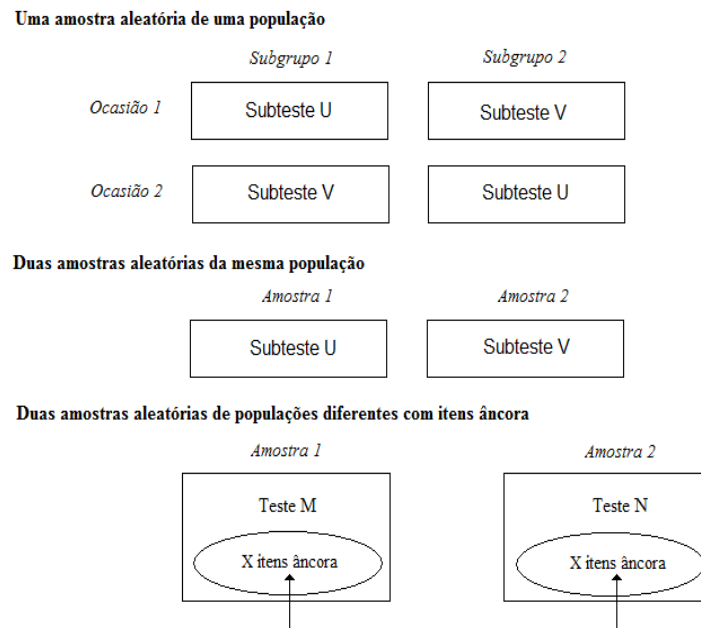 Uma amostra aleatória de uma população
Subgrupo 1 Subgrupo 2
Ocasião 1 Subteste U Subteste V
Ocasião 2 Subteste V Subteste U
Duas amostras aleatórias da mesma população
Amostra 1 Amostra 2
Subteste U Subteste V
Duas amostras aleatórias de populações diferentes com itens âncora
Amostra 1 Amostra 2
Teste M Teste N
X itens âncora X itens âncora